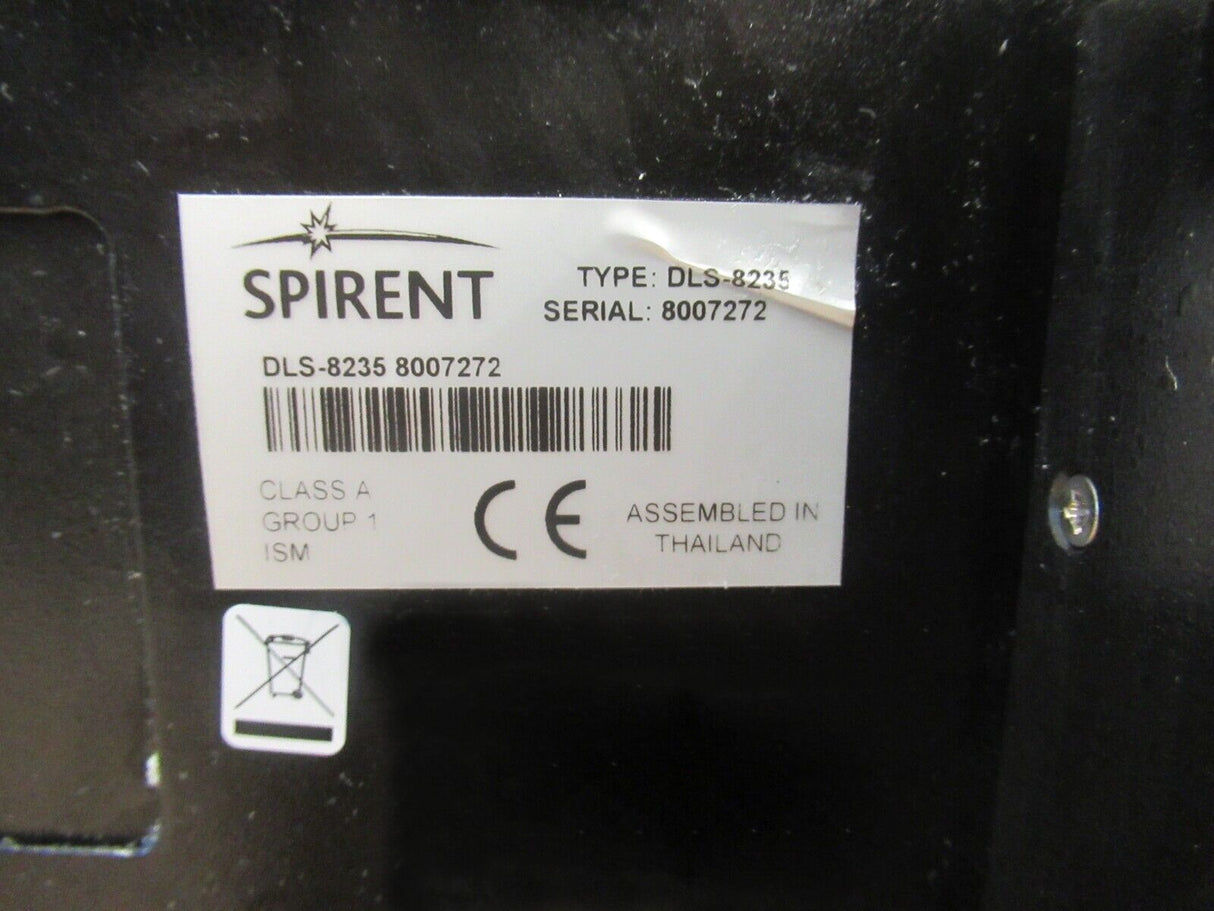 SPIRENT
TYPE: DLS-8235
SERIAL: 8007272
DLS-8235 8007272
CLASS A
GROUP 1
ISM
CE
ASSEMBLED IN
THAILAND